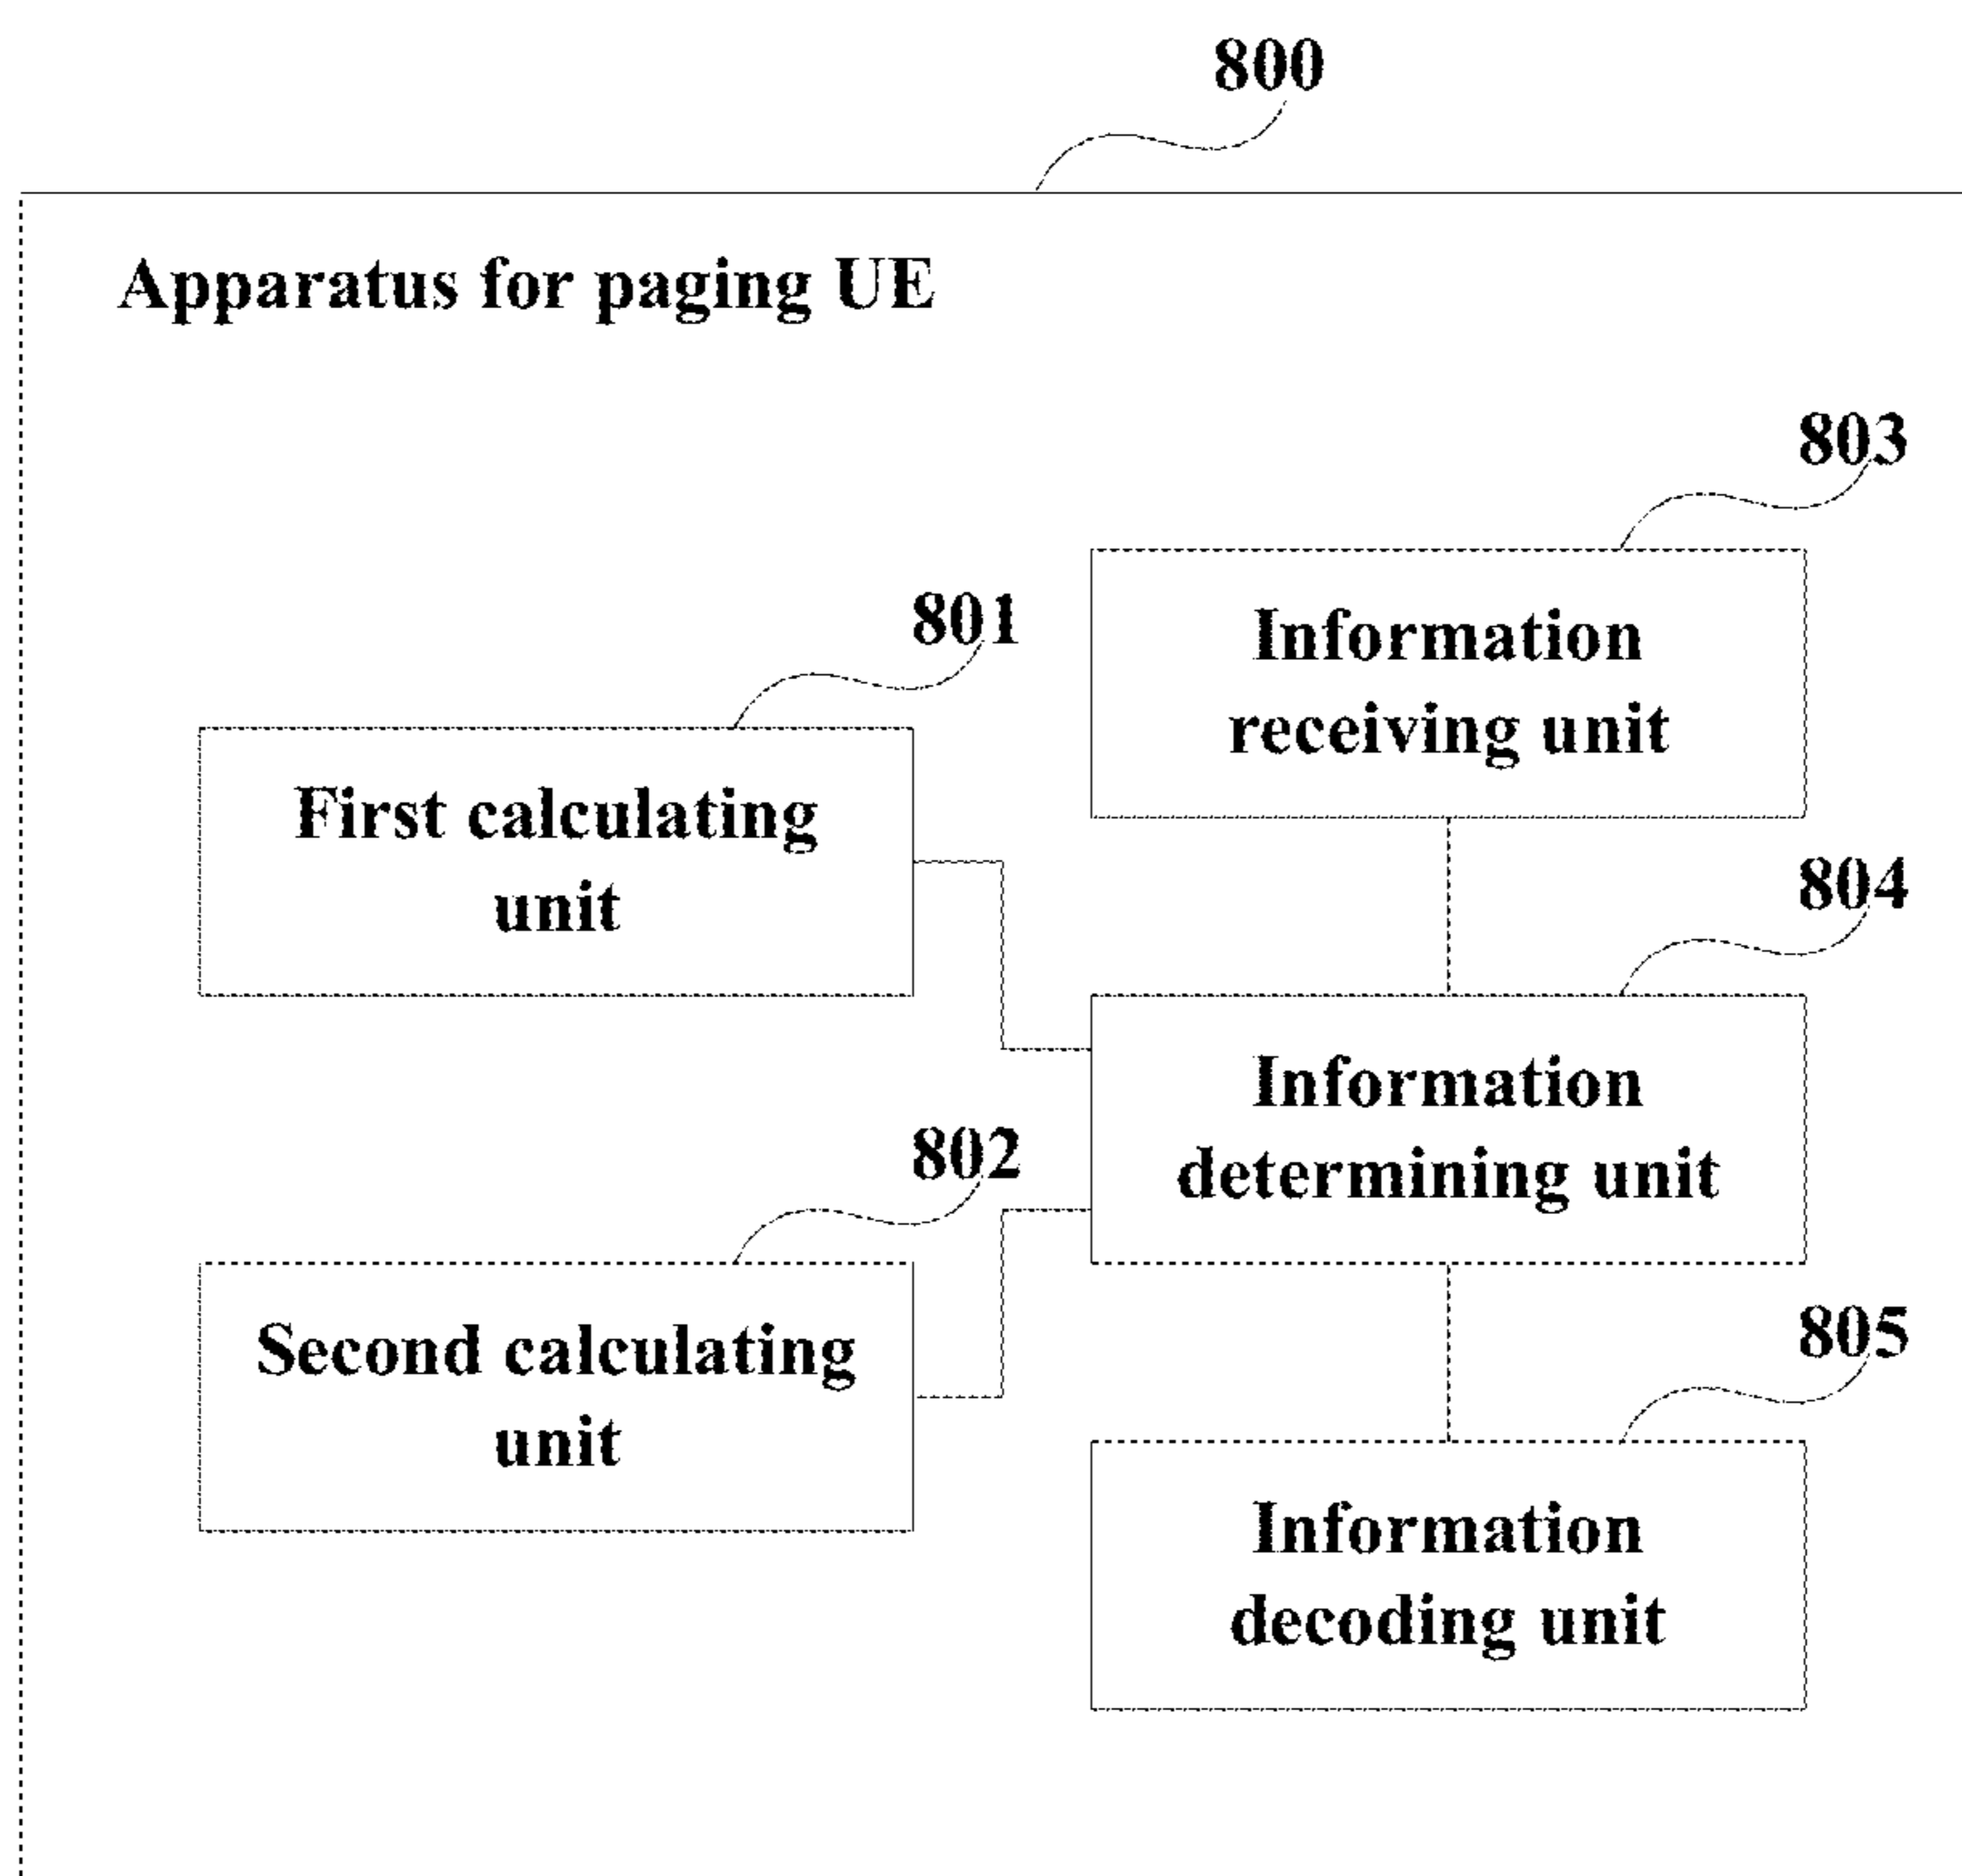 800
Apparatus for paging UE
803
Information
receiving unit
801
First calculating
unit
804
Information
determining unit
802
Second calculating
unit
805
Information
decoding unit